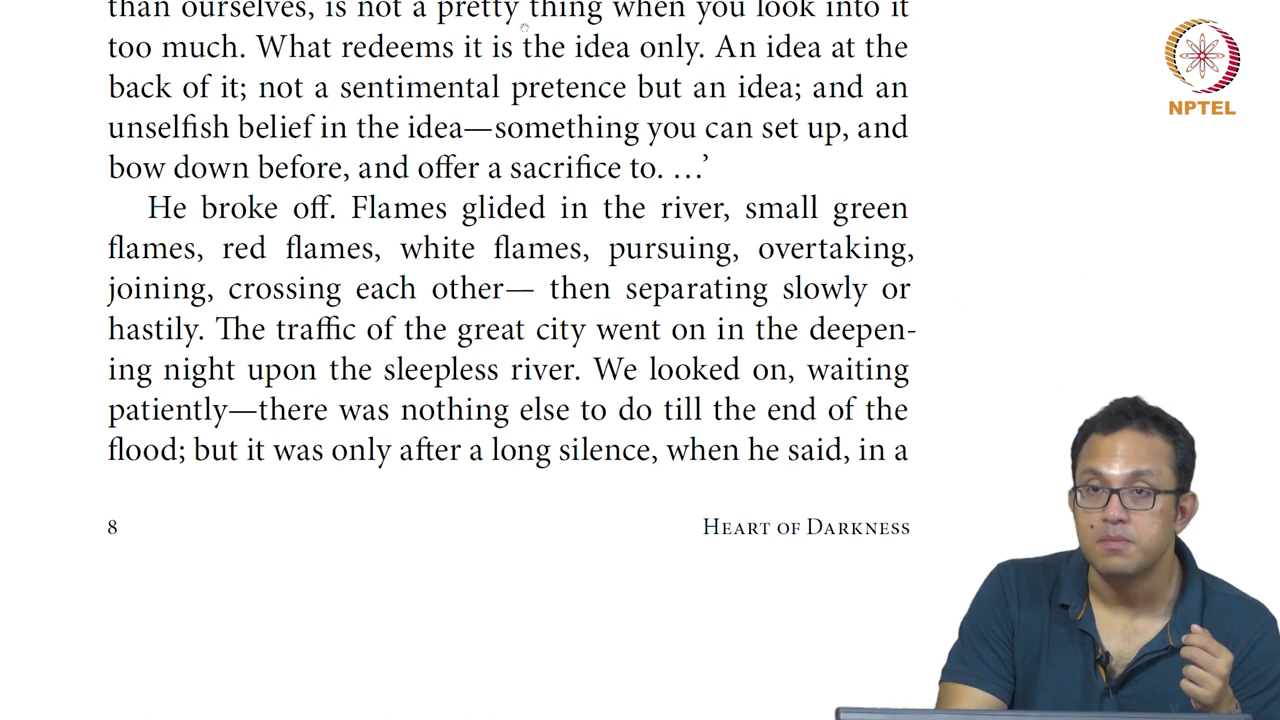 than ourselves, is not a pretty thing when you look into it
too much. What redeems it is the idea only. An idea at the
back of it; not a sentimental pretence but an idea; and an
unselfish belief in the idea—something you can set up, and
bow down before, and offer a sacrifice to. …’
He broke off. Flames glided in the river, small green
flames, red flames, white flames, pursuing, overtaking,
joining, crossing each other— then separating slowly or
hastily. The traffic of the great city went on in the deepen-
ing night upon the sleepless river. We looked on, waiting
patiently—there was nothing else to do till the end of the
flood; but it was only after a long silence, when he said, in a
8 HEART OF DARKNESS
NPTEL